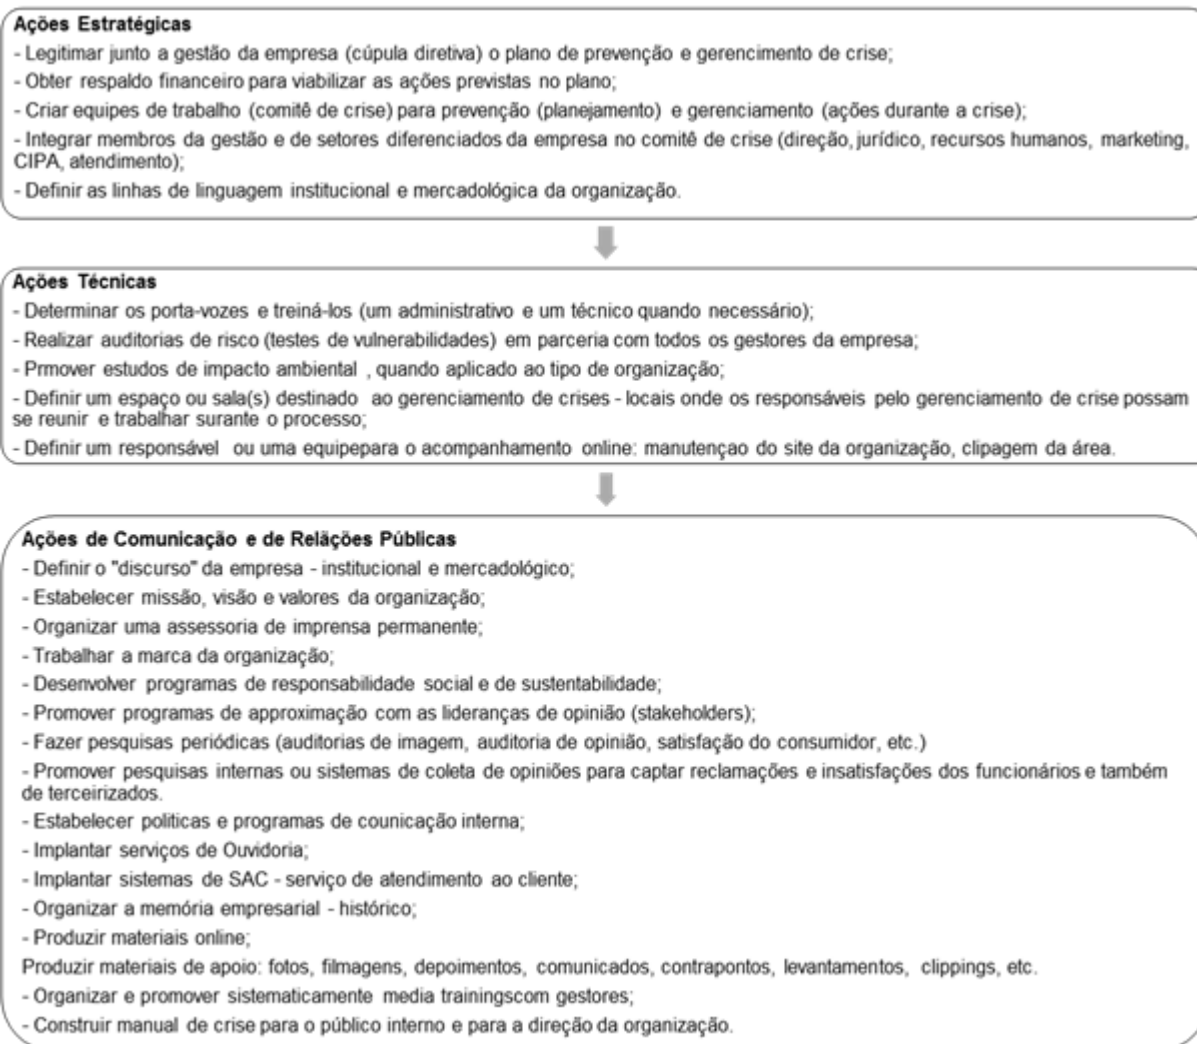 Ações Estratégicas
- Legitimar junto a gestão da empresa (cúpula diretiva) o plano de prevenção e gerencimento de crise;
- Obter respaldo financeiro para viabilizar as ações previstas no plano;
- Criar equipes de trabalho (comitê de crise) para prevenção (planejamento) e gerenciamento (ações durante a crise);
- Integrar membros da gestão e de setores diferenciados da empresa no comitê de crise (direção, jurídico, recursos humanos, marketing,
CIPA, atendimento);
- Definir as linhas de linguagem institucional e mercadológica da organização.
Ações Técnicas
- Determinar os porta-vozes e treiná-los (um administrativo e um técnico quando necessário);
- Realizar auditorias de risco (testes de vulnerabilidades) em parceria com todos os gestores da empresa;
- Prmover estudos de impacto ambiental , quando aplicado ao tipo de organização;
- Definir um espaço ou sala(s) destinado ao gerenciamento de crises - locais onde os responsáveis pelo gerenciamento de crise possam
se reunir e trabalhar surante o processo;
- Definir um responsável ou uma equipepara o acompanhamento online: manutençao do site da organização, clipagem da área.
Ações de Comunicação e de Relãções Públicas
- Definir o "discurso" da empresa - institucional e mercadológico;
- Estabelecer missão, visão e valores da organização;
- Organizar uma assessoria de imprensa permanente;
- Trabalhar a marca da organização;
- Desenvolver programas de responsabilidade social e de sustentabilidade;
- Promover programas de approximação com as lideranças de opinião (stakeholders);
- Fazer pesquisas periódicas (auditorias de imagem, auditoria de opinião, satisfação do consumidor, etc.)
- Promover pesquisas internas ou sistemas de coleta de opiniões para captar reclamações e insatisfações dos funcionários e também
de terceirizados.
- Estabelecer politicas e programas de counicação interna;
- Implantar serviços de Ouvidoria;
- Implantar sistemas de SAC - serviço de atendimento ao cliente;
- Organizar a memória empresarial - histórico;
- Produzir materiais online;
Produzir materiais de apoio: fotos, filmagens, depoimentos, comunicados, contrapontos, levantamentos, clippings, etc.
- Organizar e promover sistematicamente media trainingscom gestores;
- Construir manual de crise para o público interno e para a direção da organização.